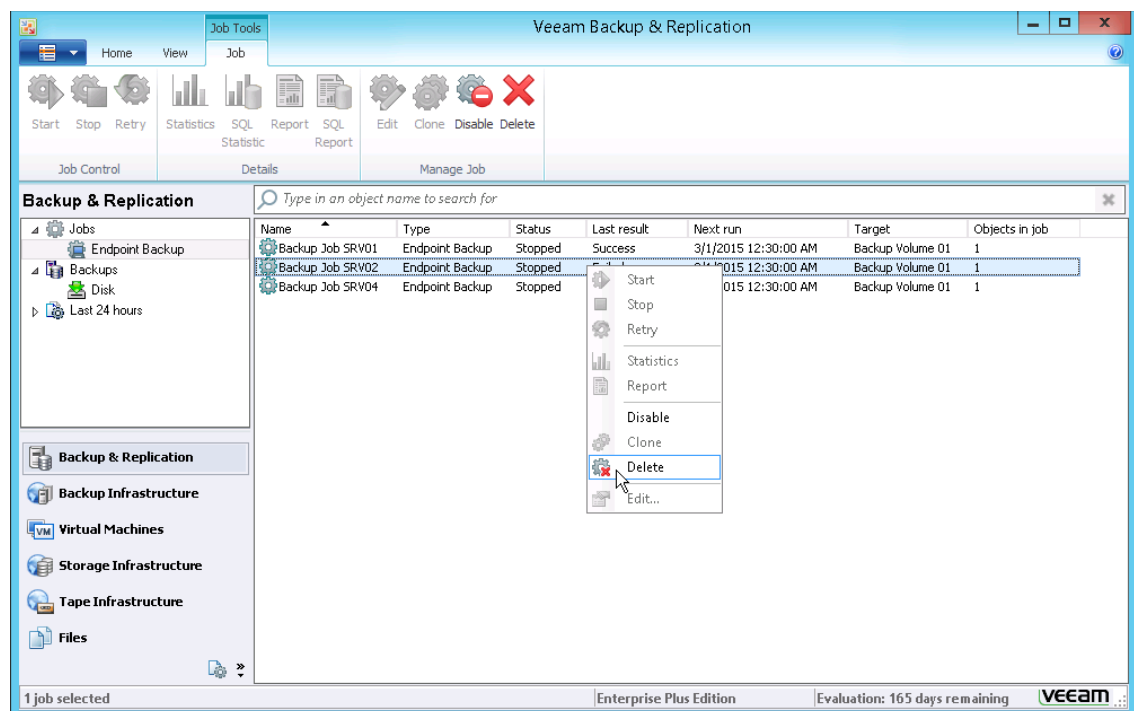 Job Tools
Veeam Backup & Replication
Home View Job
Start Stop Retry Statistics SQL Statistic Report SQL Report Edit Clone Disable Delete
Job Control Details Manage Job
Backup & Replication
Type in an object name to search for
Jobs
Endpoint Backup
Backups
Disk
Last 24 hours
Name Type Status Last result Next run Target Objects in job
Backup Job SRV01 Endpoint Backup Stopped Success 3/1/2015 12:30:00 AM Backup Volume 01 1
Backup Job SRV02 Endpoint Backup Stopped 015 12:30:00 AM Backup Volume 01 1
Backup Job SRV04 Endpoint Backup Stopped 015 12:30:00 AM Backup Volume 01 1
Start
Stop
Retry
Statistics
Report
Disable
Clone
Delete
Edit...
Backup & Replication
Backup Infrastructure
VM Virtual Machines
Storage Infrastructure
Tape Infrastructure
Files
1 job selected Enterprise Plus Edition Evaluation: 165 days remaining veeam